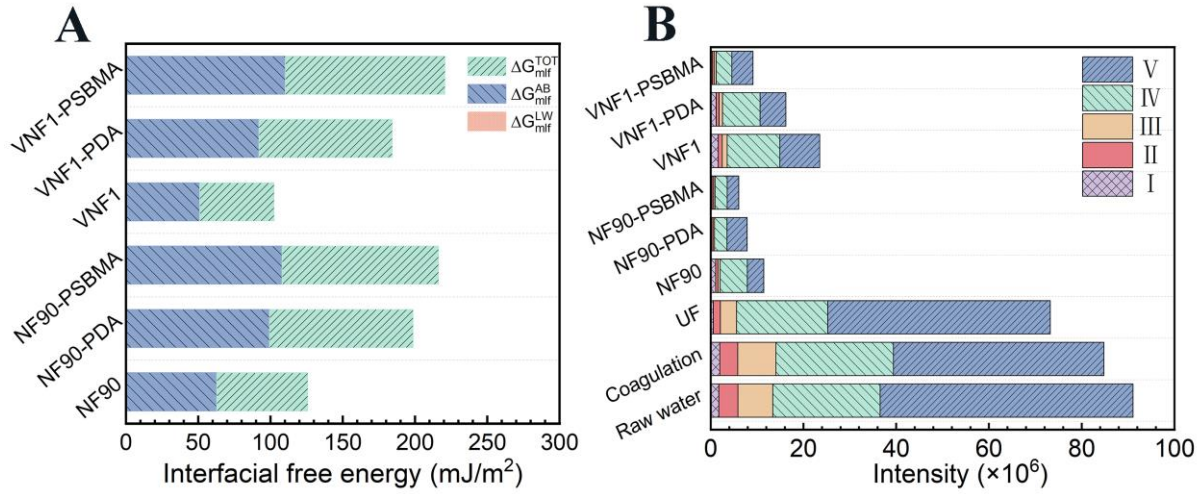 A
VNF1-PSBMA
VNF1-PDA
VNF1
NF90-PSBMA
NF90-PDA
NF90
ΔG^TOT_mlf
ΔG^AB_mlf
ΔG^LW_mlf
0 50 100 150 200 250 300
Interfacial free energy (mJ/m²)
B
VNF1-PSBMA
VNF1-PDA
VNF1
NF90-PSBMA
NF90-PDA
NF90
UF
Coagulation
Raw water
Ⅴ
Ⅳ
Ⅲ
Ⅱ
Ⅰ
0 20 40 60 80 100
Intensity (×10⁶)